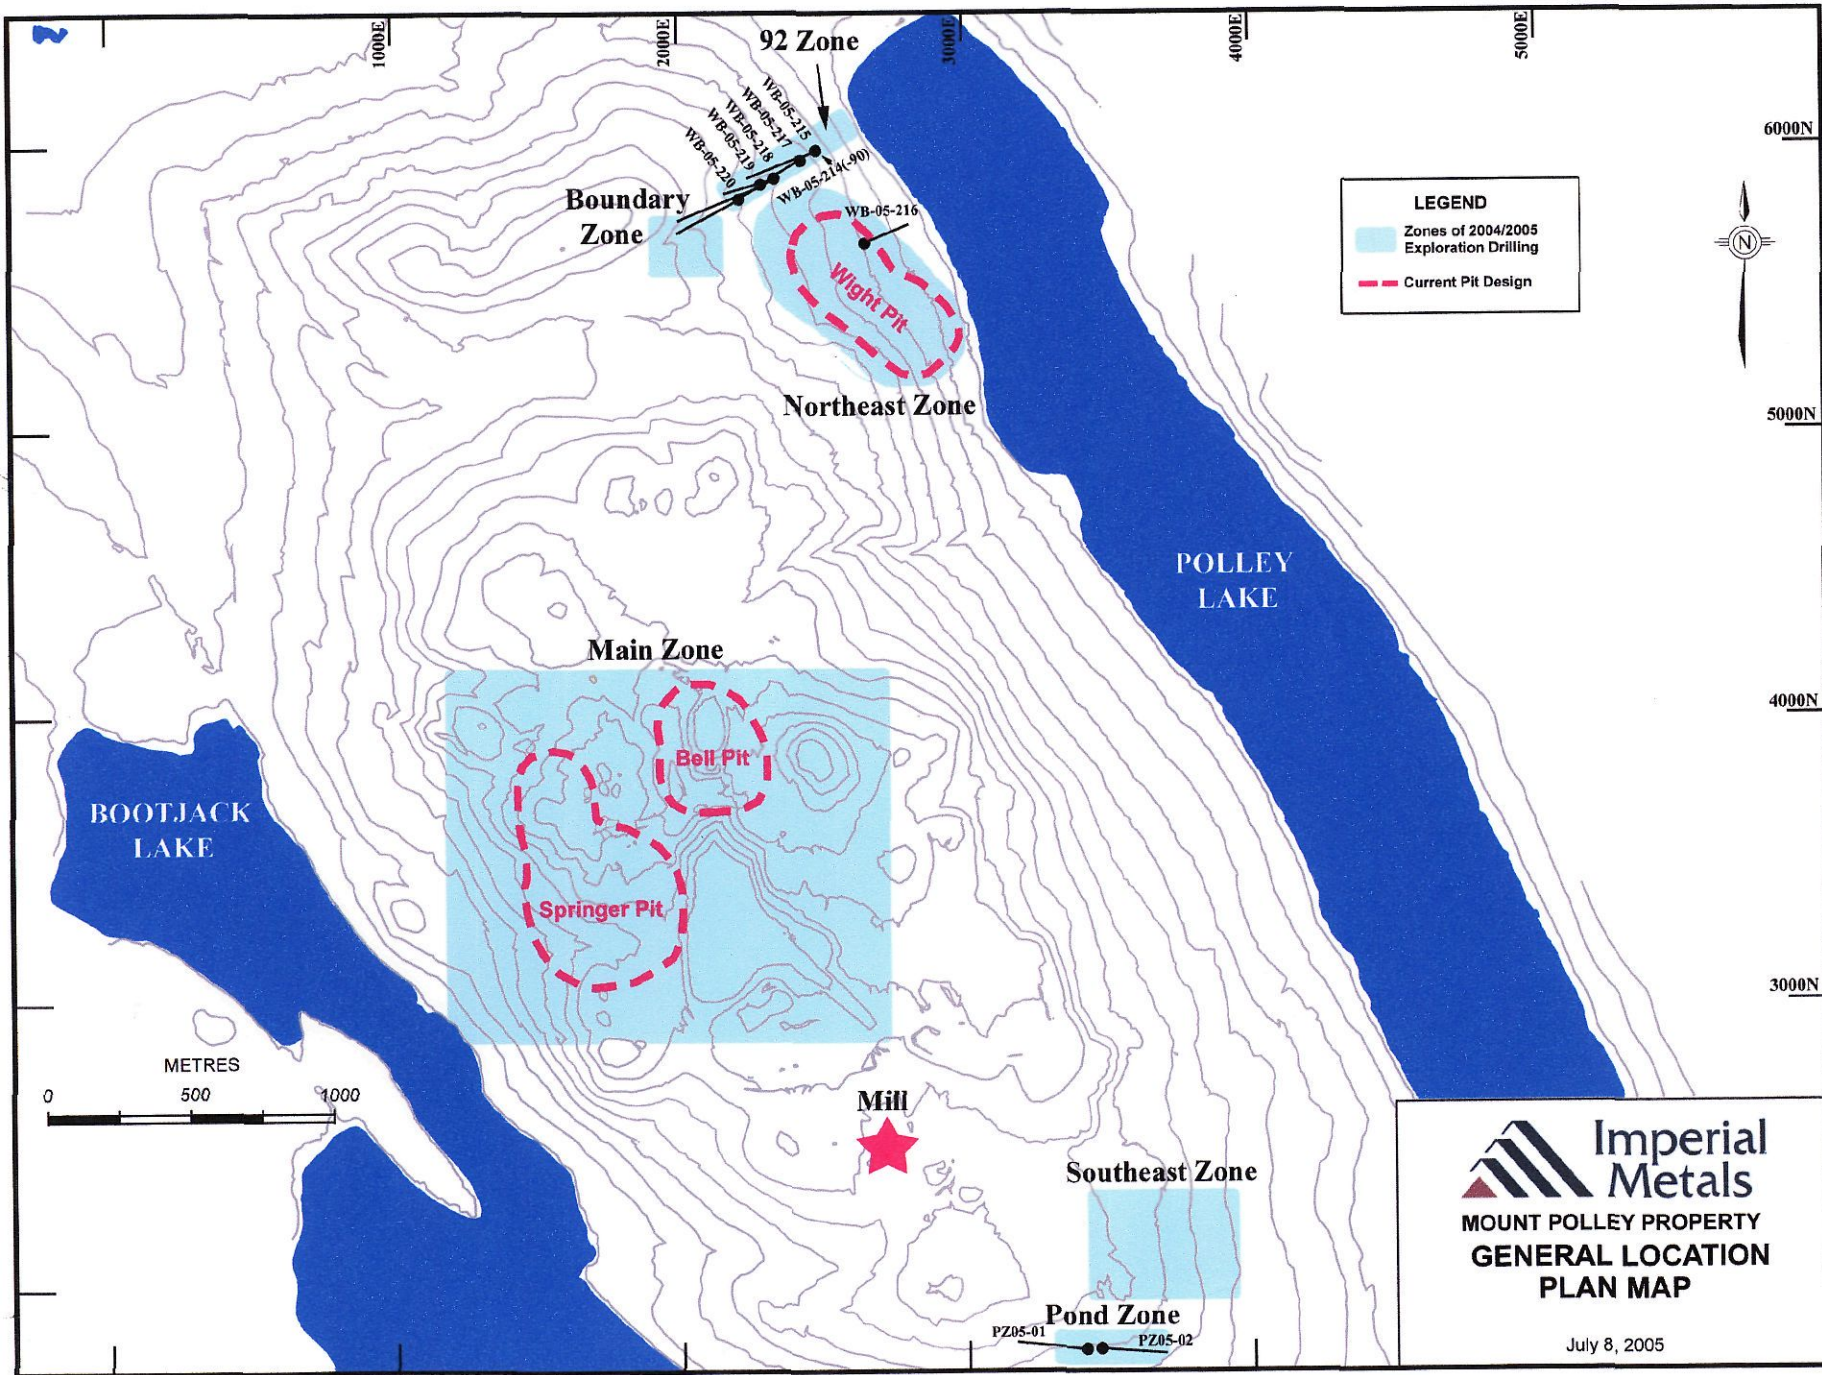 1000E
2000E
3000E
4000E
5000E
92 Zone
WB-05-215
WB-05-217
WB-05-218
WB-05-219
WB-05-220
WB-05-214(-90)
WB-05-216
6000N
Boundary
Zone
LEGEND
Zones of 2004/2005
Exploration Drilling
Current Pit Design
N
Wight Pit
Northeast Zone
5000N
POLLEY
LAKE
Main Zone
4000N
Bell Pit
BOOTJACK
LAKE
Springer Pit
3000N
METRES
0 500 1000
Mill
Southeast Zone
Pond Zone
PZ05-01
PZ05-02
Imperial
Metals
MOUNT POLLEY PROPERTY
GENERAL LOCATION
PLAN MAP
July 8, 2005